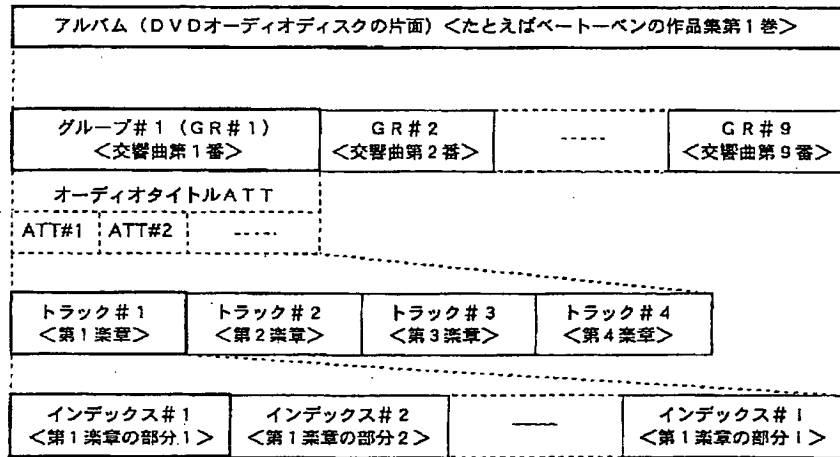 アルバム（ＤＶＤオーディオディスクの片面）＜たとえばベートーベンの作品集第１巻＞
グループ＃１（ＧＲ＃１） ＧＲ＃２ ----- ＧＲ＃９
＜交響曲第１番＞ ＜交響曲第２番＞ ＜交響曲第９番＞
オーディオタイトルＡＴＴ
ATT#1 ATT#2 -----
トラック＃１ トラック＃２ トラック＃３ トラック＃４
＜第１楽章＞ ＜第２楽章＞ ＜第３楽章＞ ＜第４楽章＞
インデックス＃１ インデックス＃２ —— インデックス＃Ｉ
＜第１楽章の部分１＞ ＜第１楽章の部分２＞ ＜第１楽章の部分Ｉ＞